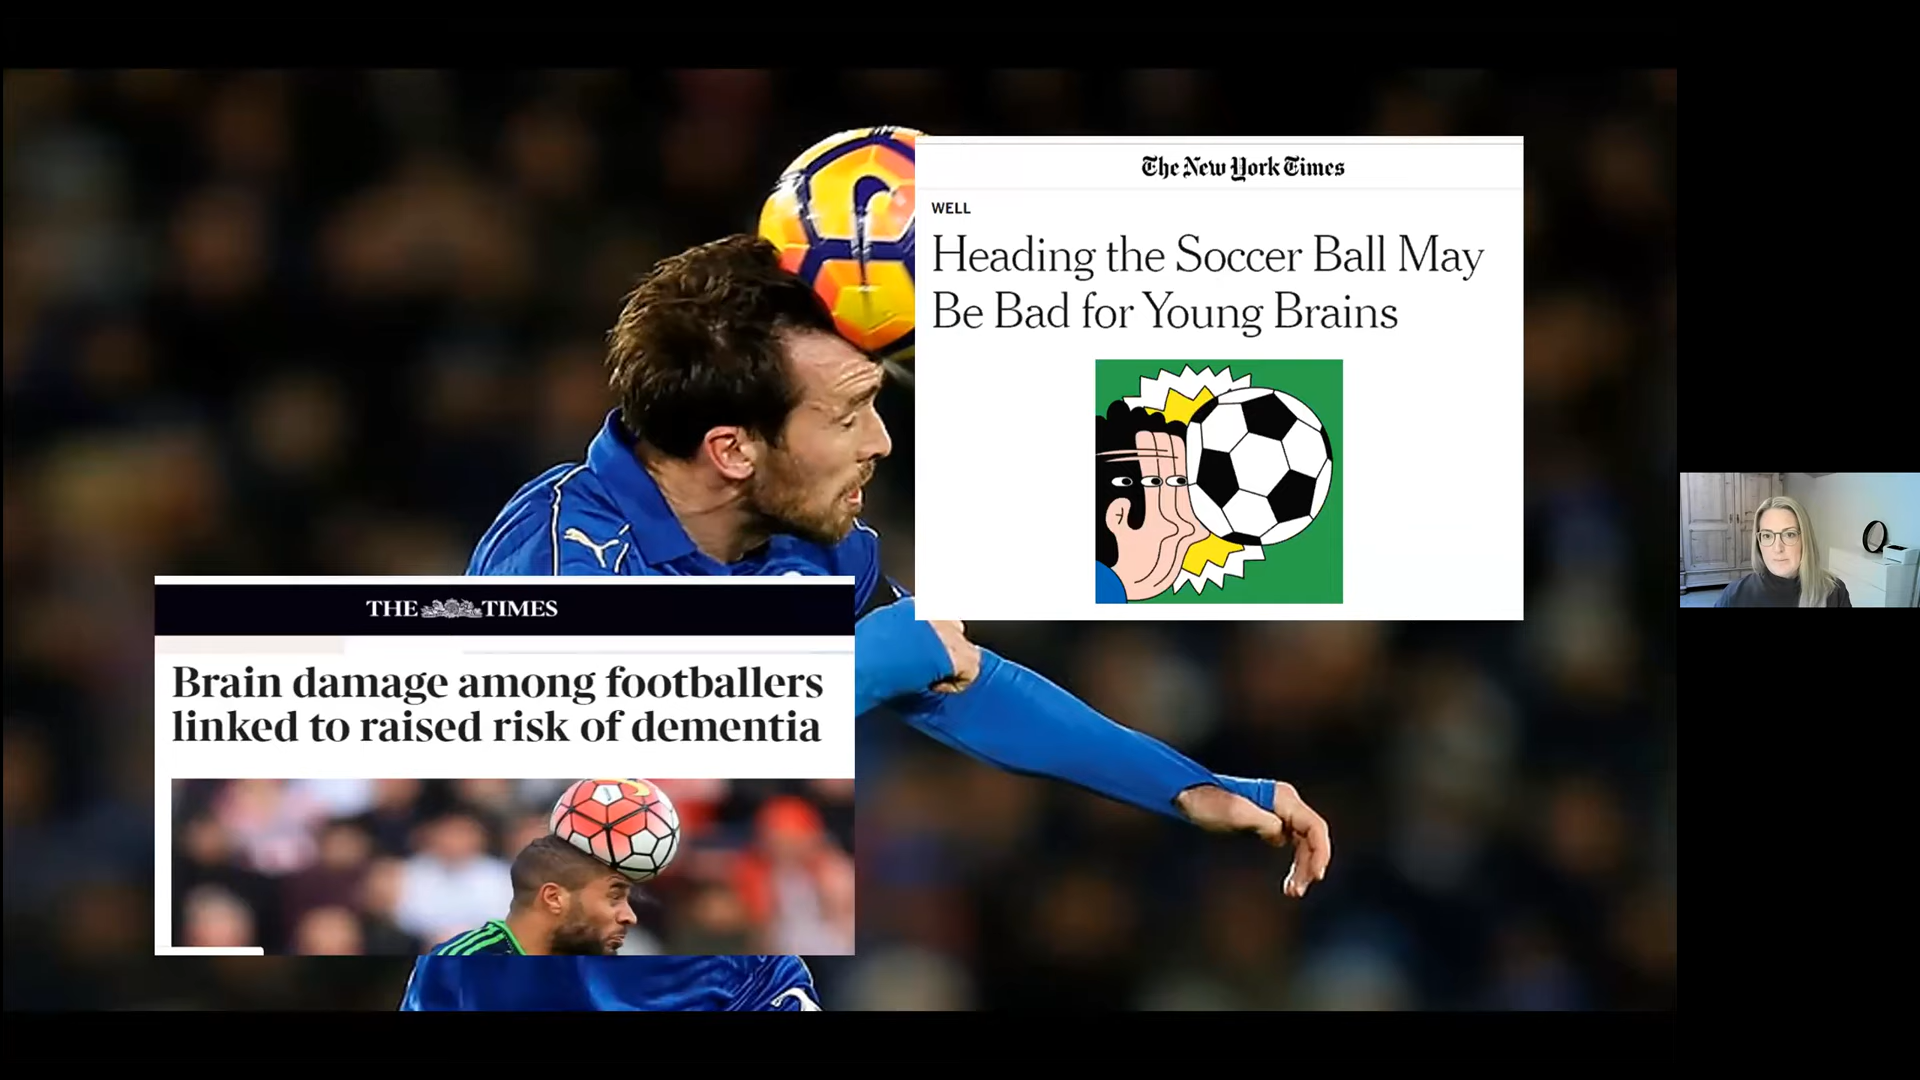 The New York Times
WELL
Heading the Soccer Ball May
Be Bad for Young Brains
THE TIMES
Brain damage among footballers
linked to raised risk of dementia